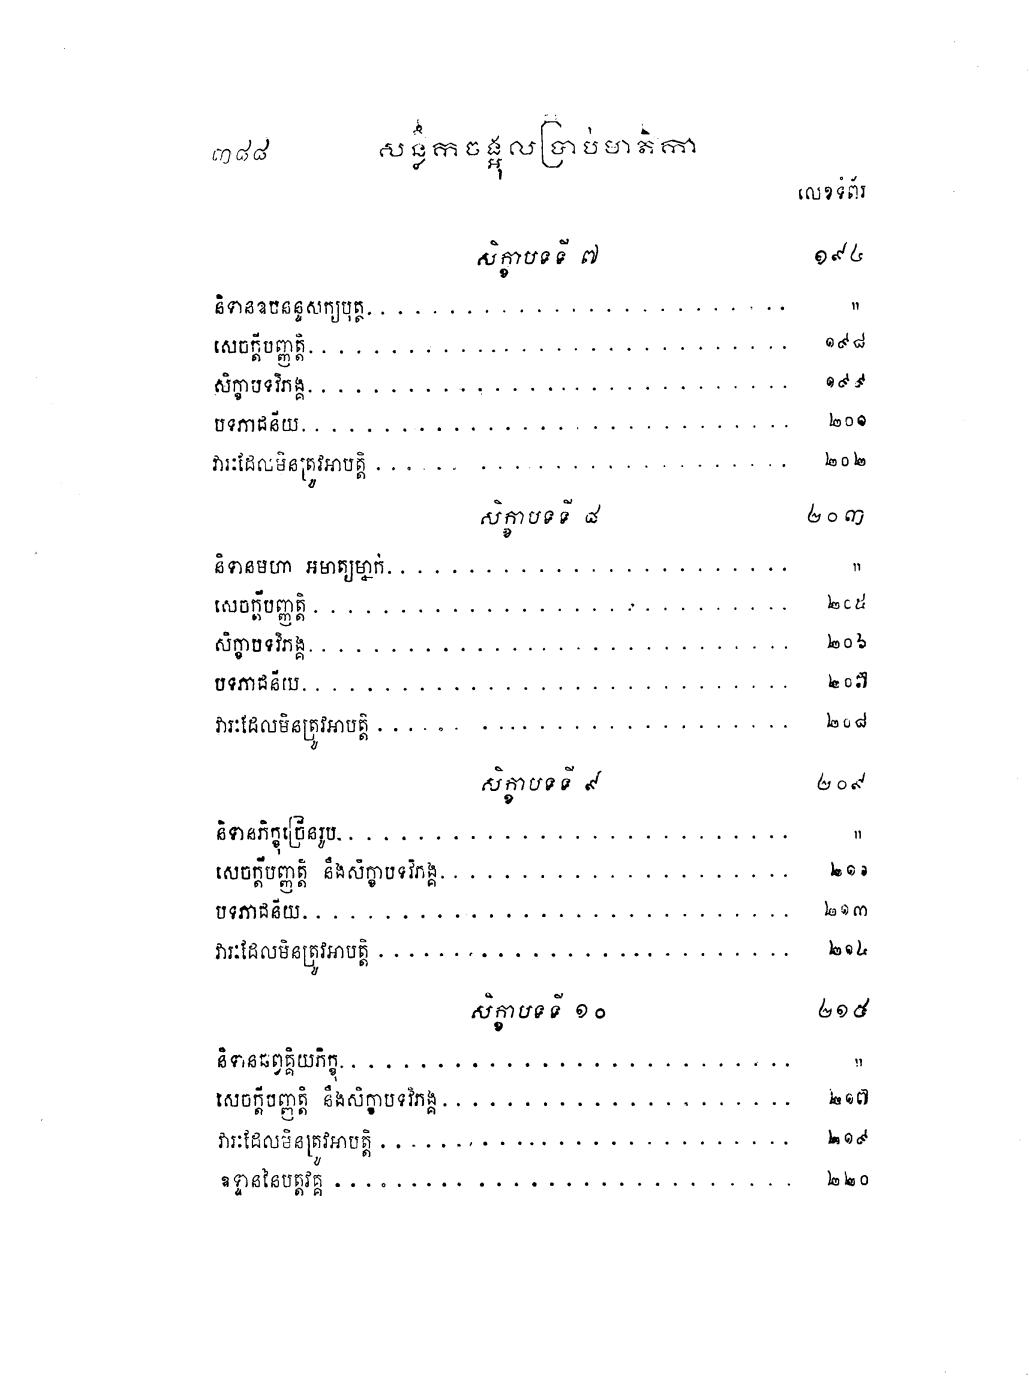 ៣៨៨ សន្លឹកចង្អុលប្រាប់មាតិកា
លេខទំព័រ
សិក្ខាបទទី ៧ ១៩៤
និទានឧបនន្ទសក្យបុត្ត. . . . . . . . . . . . . . . . . . . . . . . . . . . "
សេចក្តីបញ្ញត្តិ. . . . . . . . . . . . . . . . . . . . . . . . . . . . . . ១៩៨
សិក្ខាបទវិភង្គ. . . . . . . . . . . . . . . . . . . . . . . . . . . . . . ១៩៩
បទភាជនីយ. . . . . . . . . . . . . . . . . . . . . . . . . . . . . . ២០១
វារៈដែលមិនត្រូវអាបត្តិ . . . . . . . . . . . . . . . . . . . . . . . . . . ២០២
សិក្ខាបទទី ៨ ២០៣
និទានមហា អមាត្យម្នាក់. . . . . . . . . . . . . . . . . . . . . . . . . . "
សេចក្តីបញ្ញត្តិ . . . . . . . . . . . . . . . . . . . . . . . . . . . . . . ២០៥
សិក្ខាបទវិភង្គ. . . . . . . . . . . . . . . . . . . . . . . . . . . . . . ២០៦
បទភាជនីយ. . . . . . . . . . . . . . . . . . . . . . . . . . . . . . ២០៧
វារៈដែលមិនត្រូវអាបត្តិ . . . . . . . . . . . . . . . . . . . . . . . . . . ២០៨
សិក្ខាបទទី ៩ ២០៩
និទានភិក្ខុច្រើនរូប. . . . . . . . . . . . . . . . . . . . . . . . . . . . "
សេចក្តីបញ្ញត្តិ នឹងសិក្ខាបទវិភង្គ. . . . . . . . . . . . . . . . . . . . . . ២១១
បទភាជនីយ. . . . . . . . . . . . . . . . . . . . . . . . . . . . . . ២១៣
វារៈដែលមិនត្រូវអាបត្តិ . . . . . . . . . . . . . . . . . . . . . . . . . . ២១៤
សិក្ខាបទទី ១០ ២១៥
និទានឆព្វគ្គិយភិក្ខុ. . . . . . . . . . . . . . . . . . . . . . . . . . . . "
សេចក្តីបញ្ញត្តិ នឹងសិក្ខាបទវិភង្គ. . . . . . . . . . . . . . . . . . . . . . ២១៧
វារៈដែលមិនត្រូវអាបត្តិ . . . . . . . . . . . . . . . . . . . . . . . . . . ២១៩
ឧទ្ទាននៃបត្តវគ្គ . . . . . . . . . . . . . . . . . . . . . . . . . . . . . ២២០